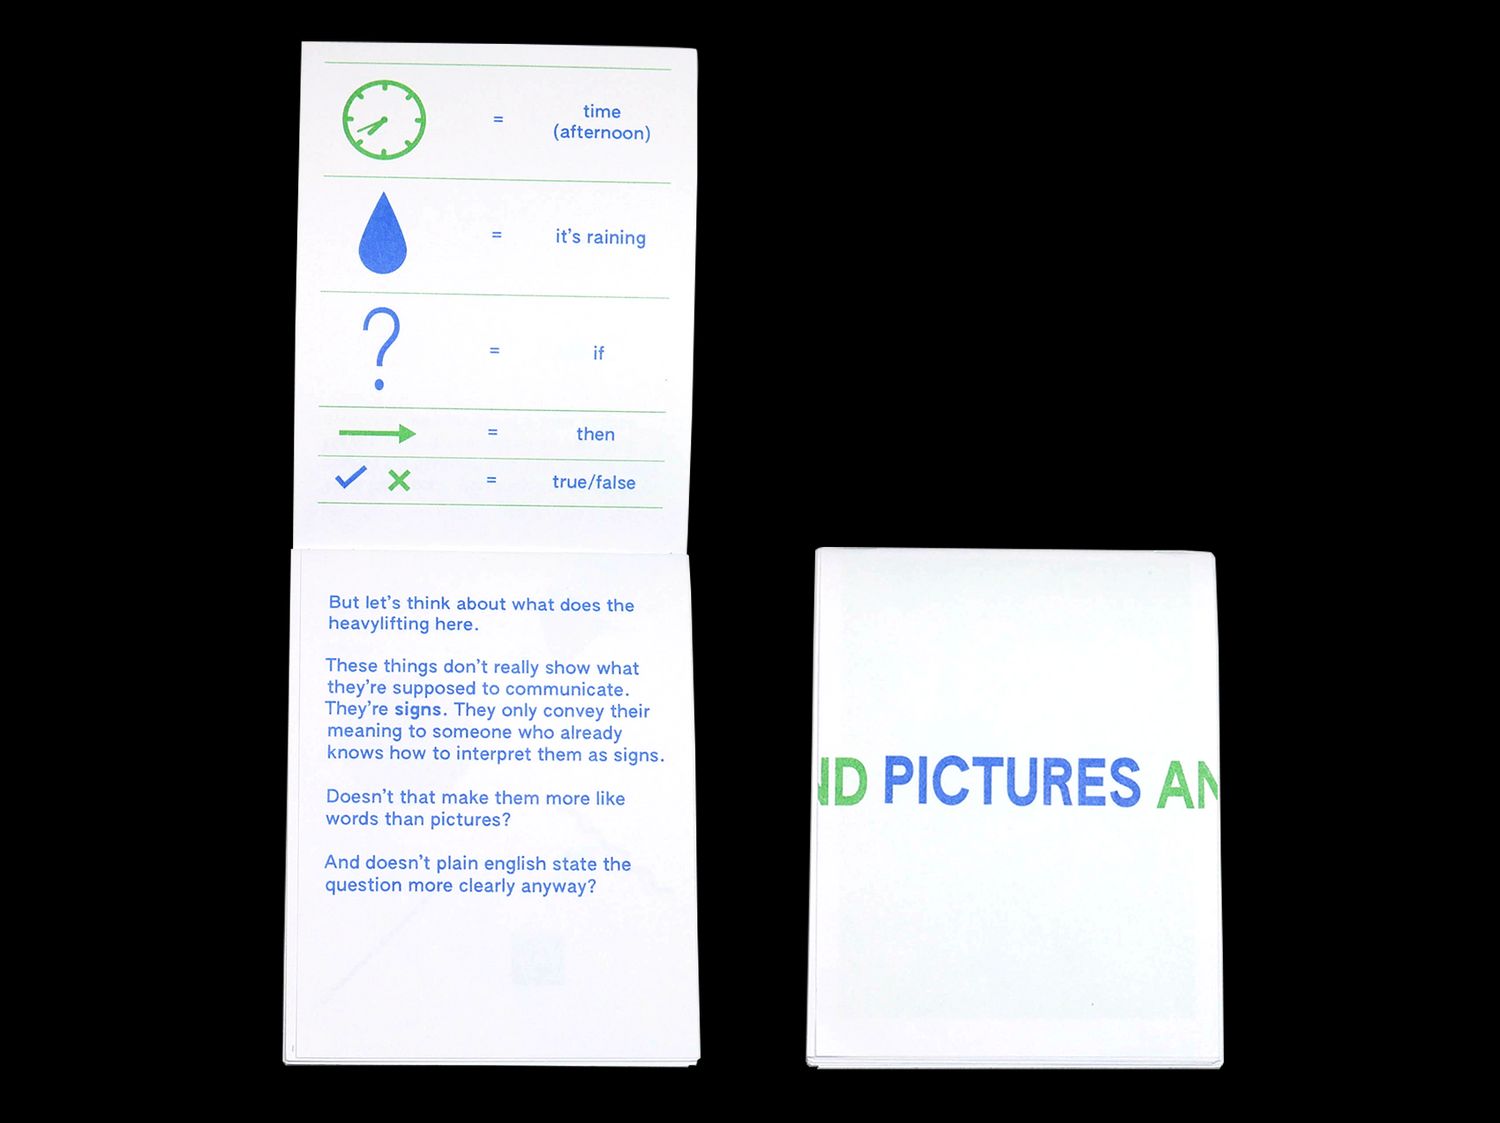 = time
(afternoon)
= it's raining
? = if
= then
= true/false
But let's think about what does the
heavylifting here.
These things don't really show what
they're supposed to communicate.
They're signs. They only convey their
meaning to someone who already
knows how to interpret them as signs.
Doesn't that make them more like
words than pictures?
And doesn't plain english state the
question more clearly anyway?
ND PICTURES AN